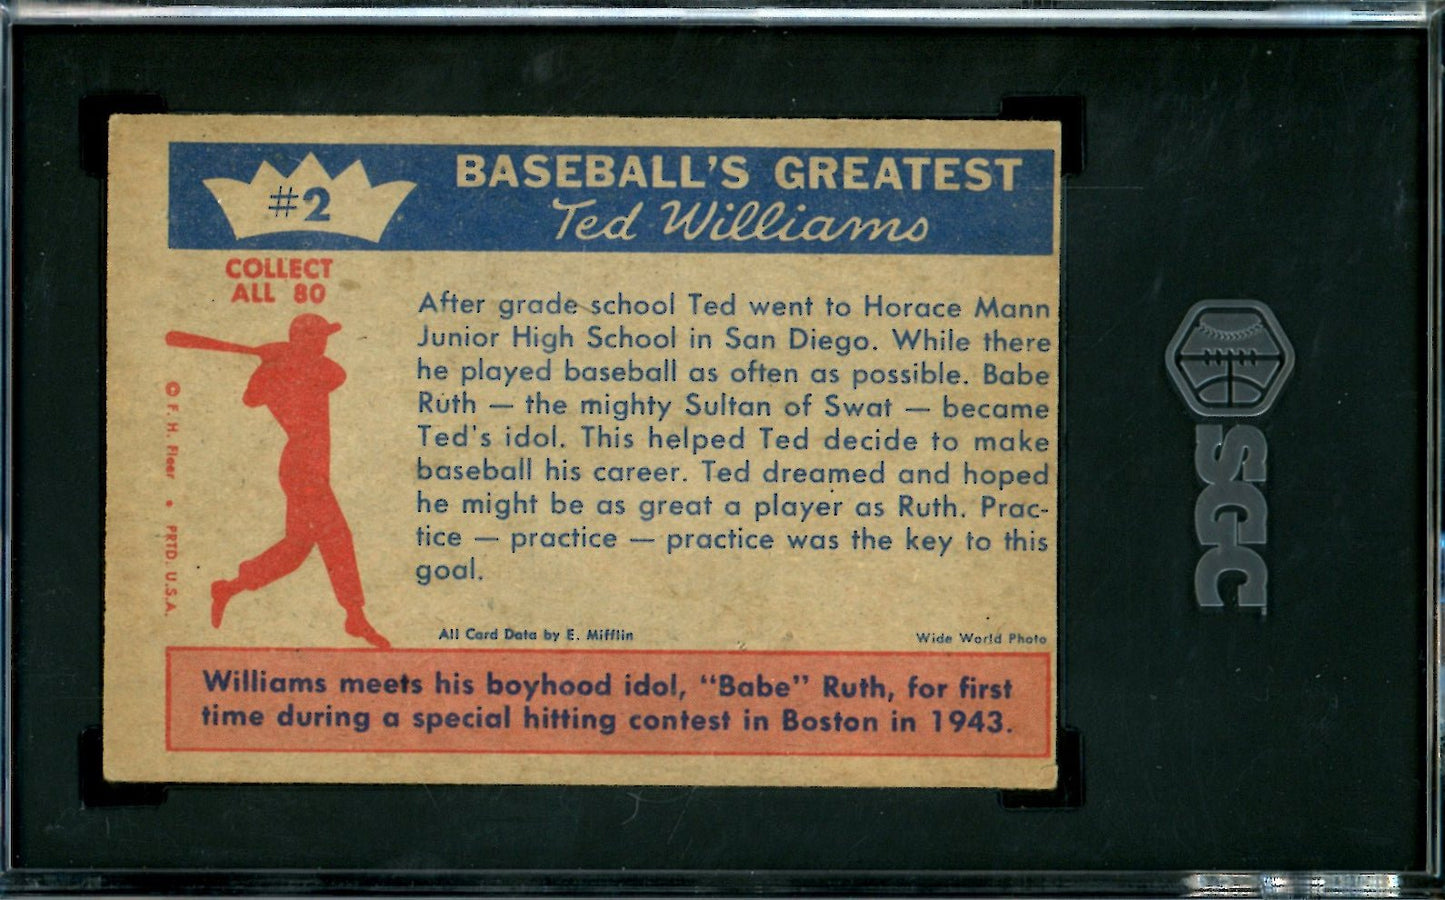 BASEBALL'S GREATEST
#2
Ted Williams
COLLECT
ALL 80
After grade school Ted went to Horace Mann
Junior High School in San Diego. While there
he played baseball as often as possible. Babe
Ruth — the mighty Sultan of Swat — became
Ted's idol. This helped Ted decide to make
baseball his career. Ted dreamed and hoped
he might be as great a player as Ruth. Prac-
tice — practice — practice was the key to this
goal.
© F. H. Fleer • PRTD. U.S.A.
All Card Data by E. Mifflin
Wide World Photo
Williams meets his boyhood idol, "Babe" Ruth, for first
time during a special hitting contest in Boston in 1943.
SGC